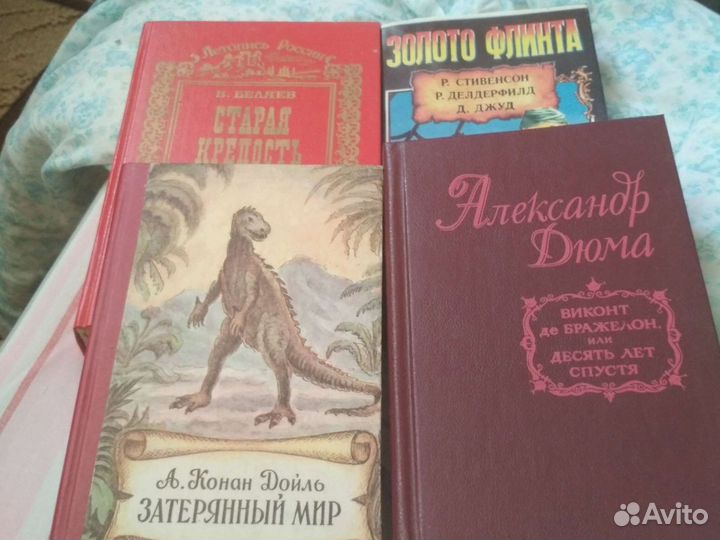 Летопись России
В. БЕЛЯЕВ
СТАРАЯ
КРЕПОСТЬ
ЗОЛОТО ФЛИНТА
Р. СТИВЕНСОН
Р. ДЕЛДЕРФИЛД
Д. ДЖУД
А. КОНАН ДОЙЛЬ
ЗАТЕРЯННЫЙ МИР
Александр
Дюма
ВИКОНТ
де БРАЖЕЛОН,
ИЛИ
ДЕСЯТЬ ЛЕТ
СПУСТЯ
Avito